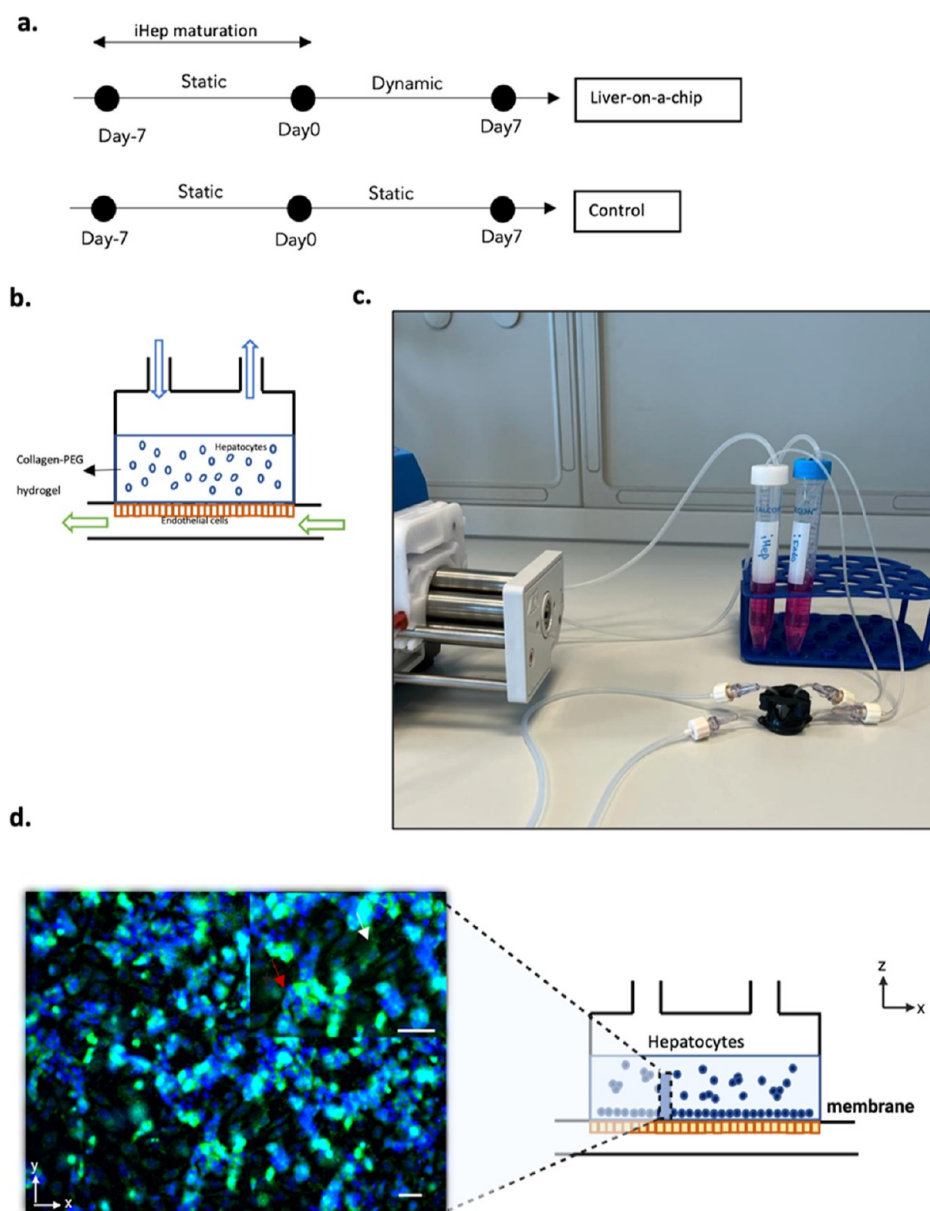 a.
iHep maturation
Static
Dynamic
Liver-on-a-chip
Day-7
Day0
Day7
Static
Static
Control
Day-7
Day0
Day7
b.
Hepatocytes
Collagen-PEG
hydrogel
Endothelial cells
c.
iHep
d.
z
x
Hepatocytes
membrane
y
x